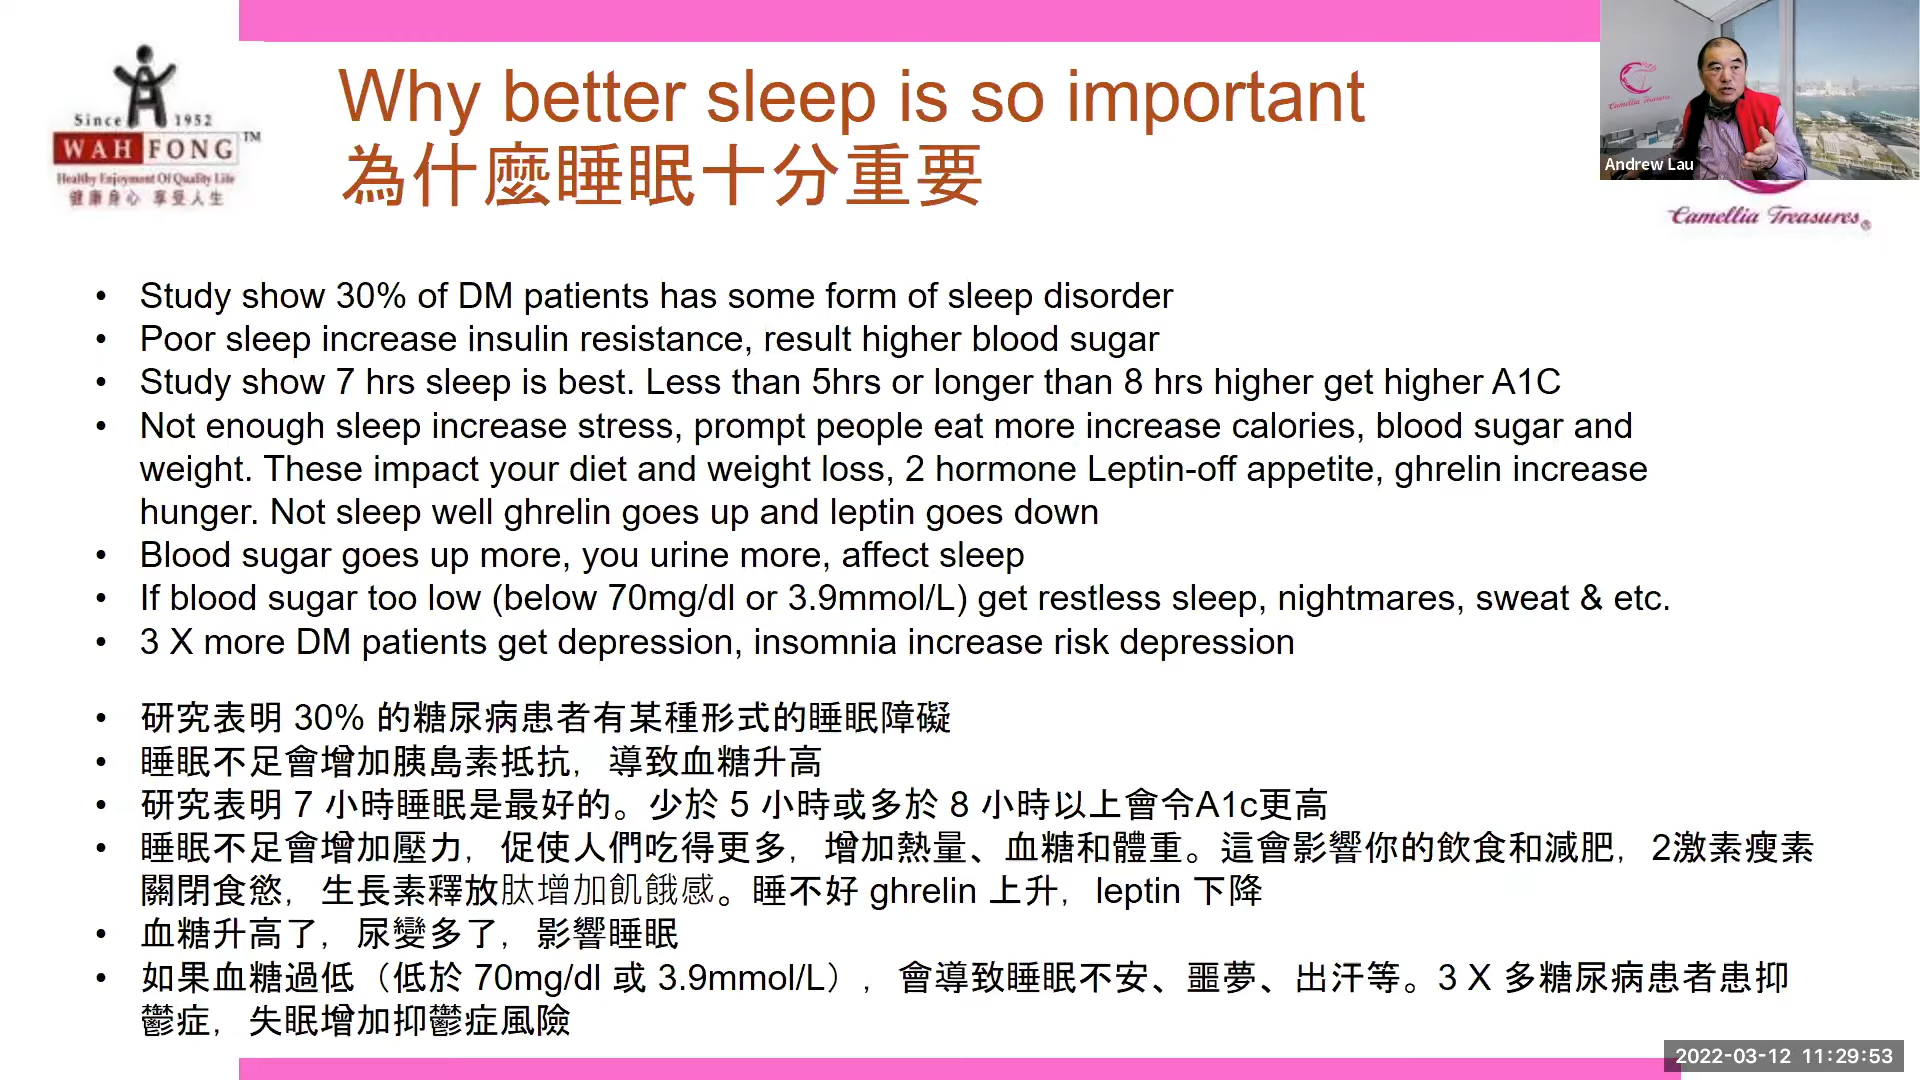 Since 1952
WAH FONG TM
Healthy Enjoyment Of Quality Life
健康身心 享受人生
Why better sleep is so important
為什麼睡眠十分重要
Camellia Treasures
Andrew Lau
Camellia Treasures®
• Study show 30% of DM patients has some form of sleep disorder
• Poor sleep increase insulin resistance, result higher blood sugar
• Study show 7 hrs sleep is best. Less than 5hrs or longer than 8 hrs higher get higher A1C
• Not enough sleep increase stress, prompt people eat more increase calories, blood sugar and
weight. These impact your diet and weight loss, 2 hormone Leptin-off appetite, ghrelin increase
hunger. Not sleep well ghrelin goes up and leptin goes down
• Blood sugar goes up more, you urine more, affect sleep
• If blood sugar too low (below 70mg/dl or 3.9mmol/L) get restless sleep, nightmares, sweat & etc.
• 3 X more DM patients get depression, insomnia increase risk depression
• 研究表明 30% 的糖尿病患者有某種形式的睡眠障礙
• 睡眠不足會增加胰島素抵抗，導致血糖升高
• 研究表明 7 小時睡眠是最好的。少於 5 小時或多於 8 小時以上會令A1c更高
• 睡眠不足會增加壓力，促使人們吃得更多，增加熱量、血糖和體重。這會影響你的飲食和減肥，2激素瘦素
關閉食慾，生長素釋放肽增加飢餓感。睡不好 ghrelin 上升，leptin 下降
• 血糖升高了，尿變多了，影響睡眠
• 如果血糖過低（低於 70mg/dl 或 3.9mmol/L），會導致睡眠不安、噩夢、出汗等。3 X 多糖尿病患者患抑
鬱症，失眠增加抑鬱症風險
2022-03-12 11:29:53